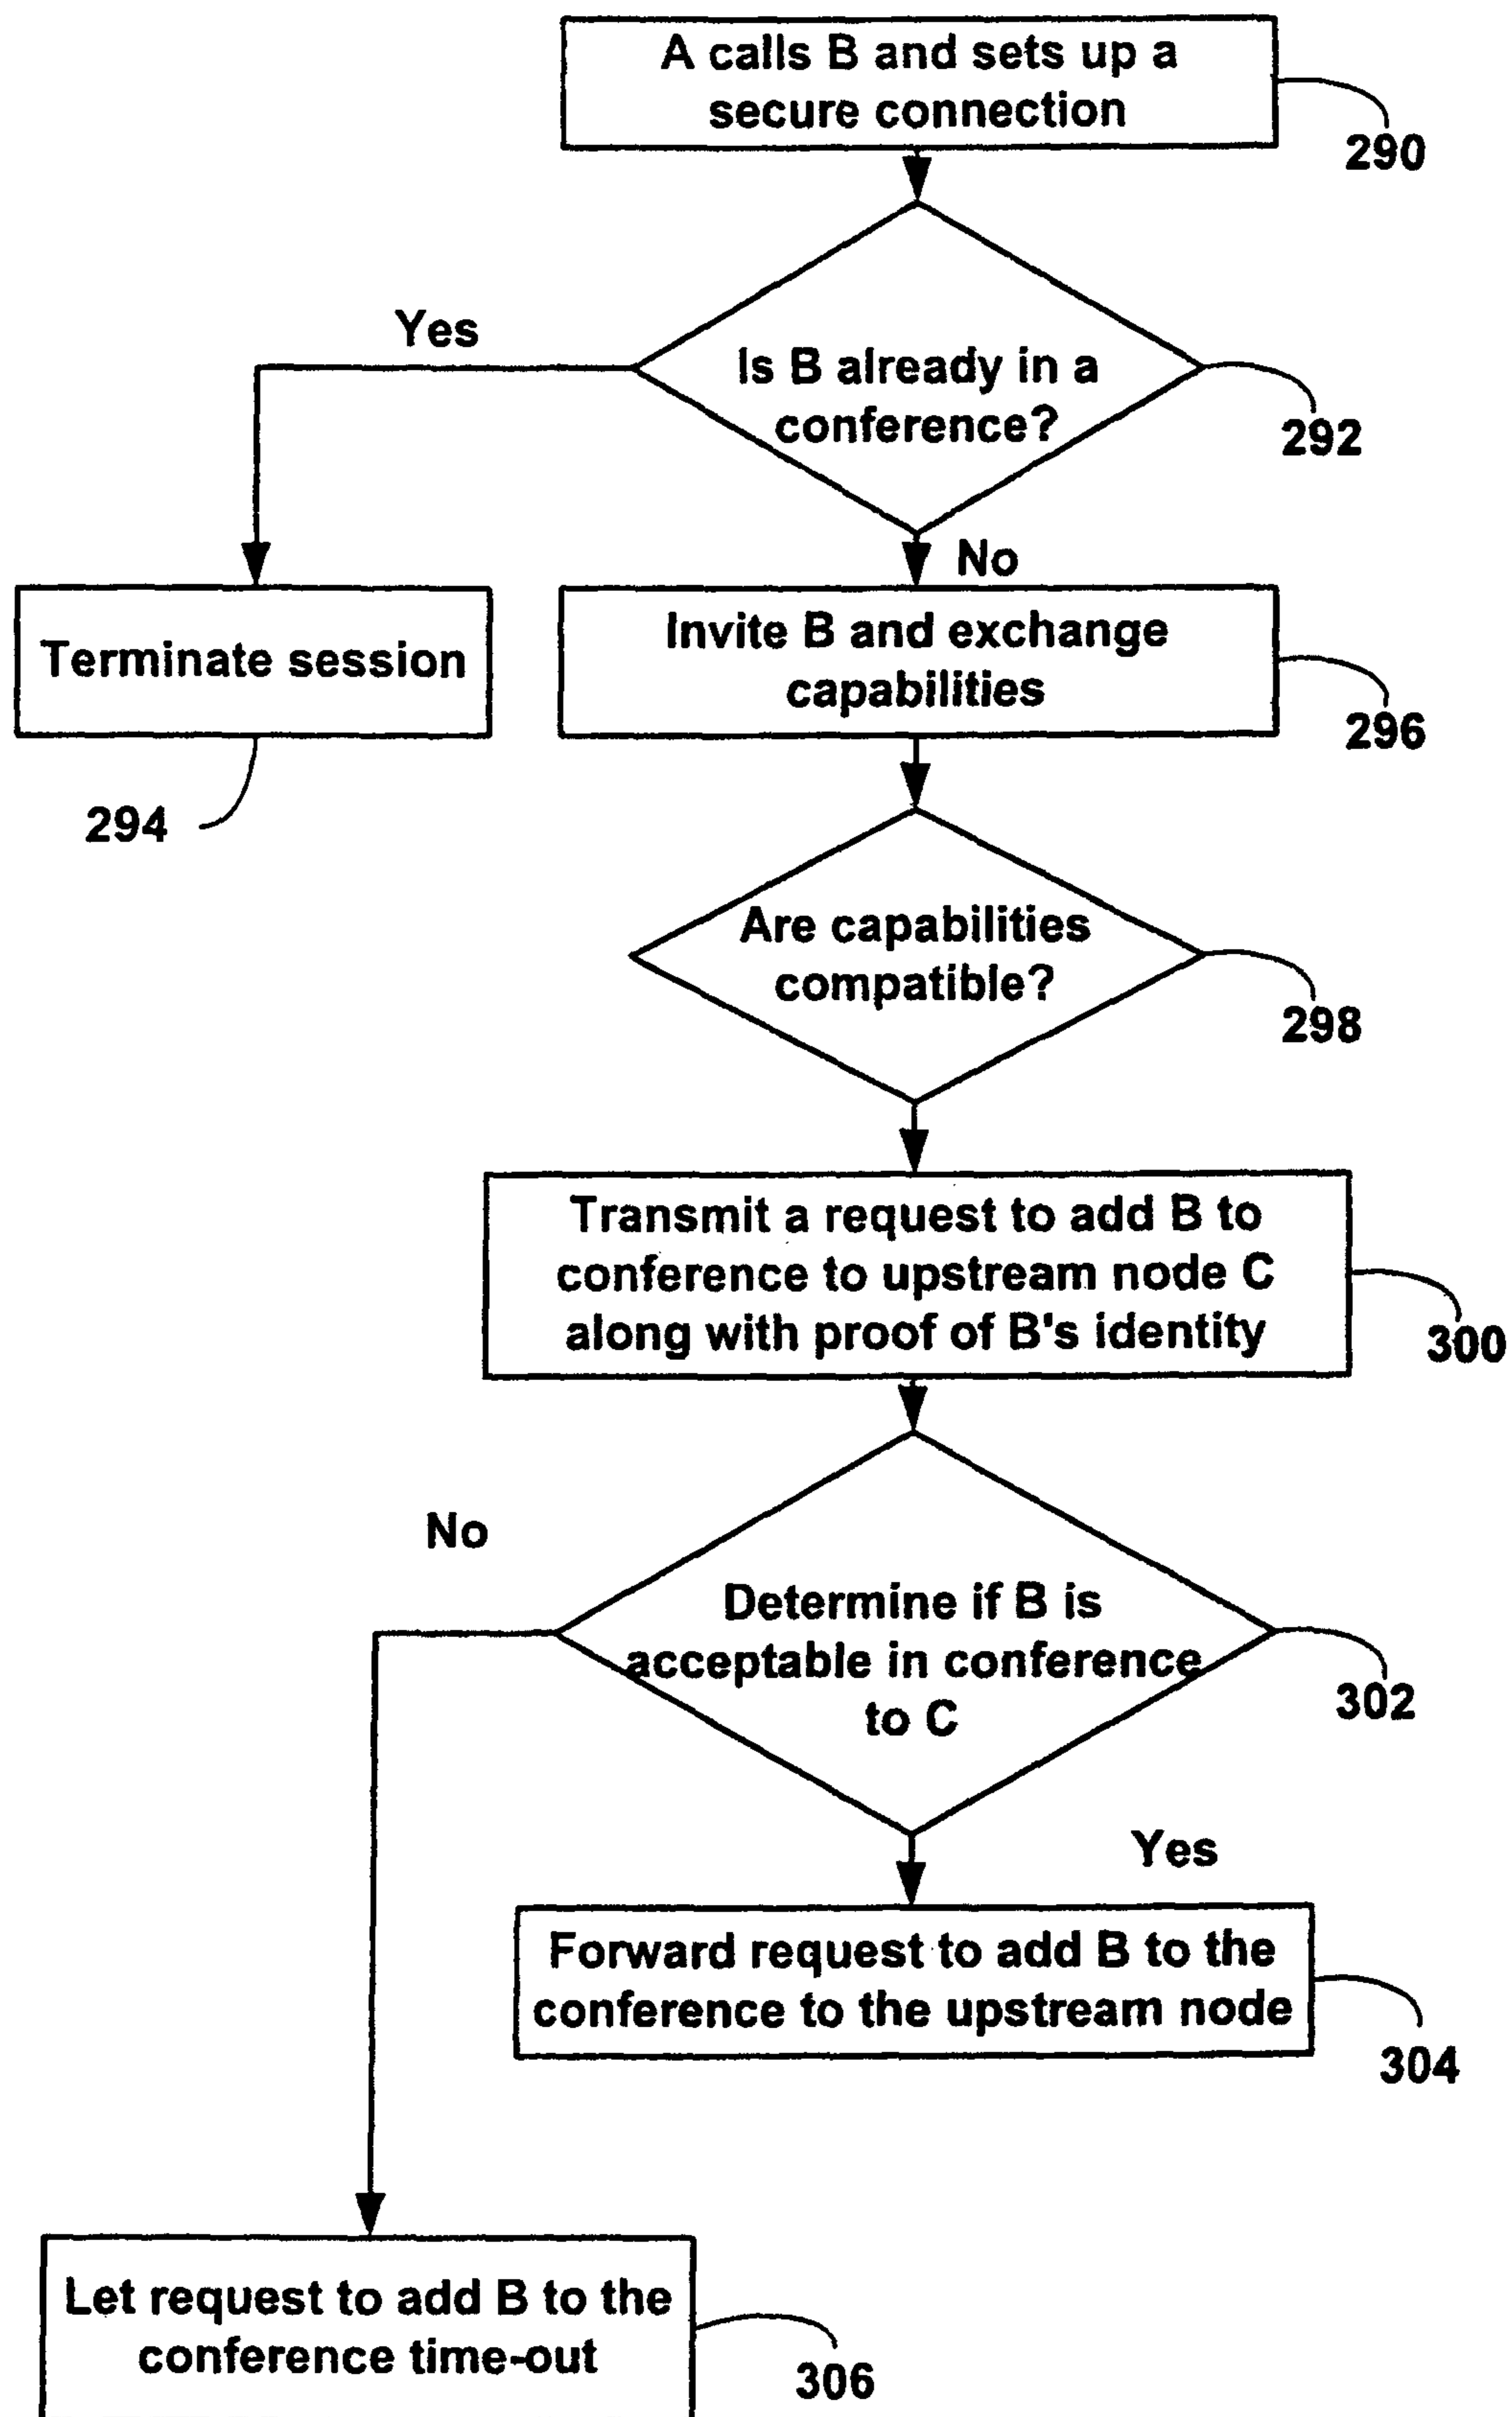 A calls B and sets up a
secure connection
290
Yes
Is B already in a
conference?
292
No
Terminate session
294
Invite B and exchange
capabilities
296
Are capabilities
compatible?
298
Transmit a request to add B to
conference to upstream node C
along with proof of B's identity
300
No
Determine if B is
acceptable in conference
to C
302
Yes
Forward request to add B to the
conference to the upstream node
304
Let request to add B to the
conference time-out
306